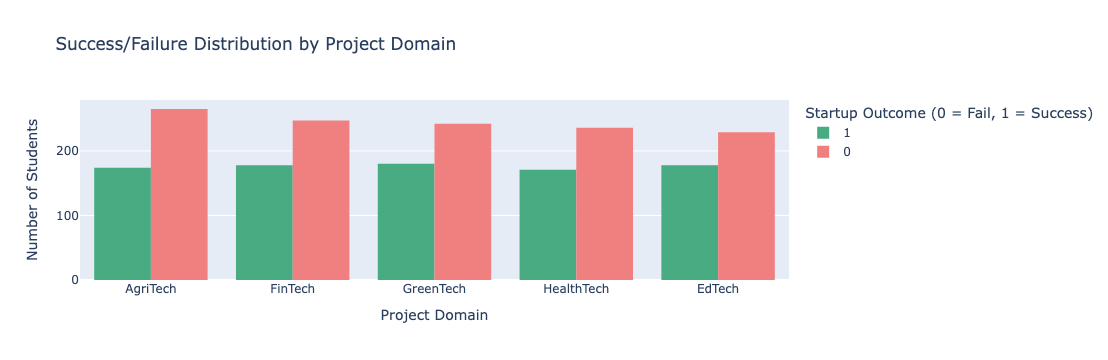 Success/Failure Distribution by Project Domain
Number of Students
200
100
0
AgriTech
FinTech
GreenTech
HealthTech
EdTech
Project Domain
Startup Outcome (0 = Fail, 1 = Success)
1
0